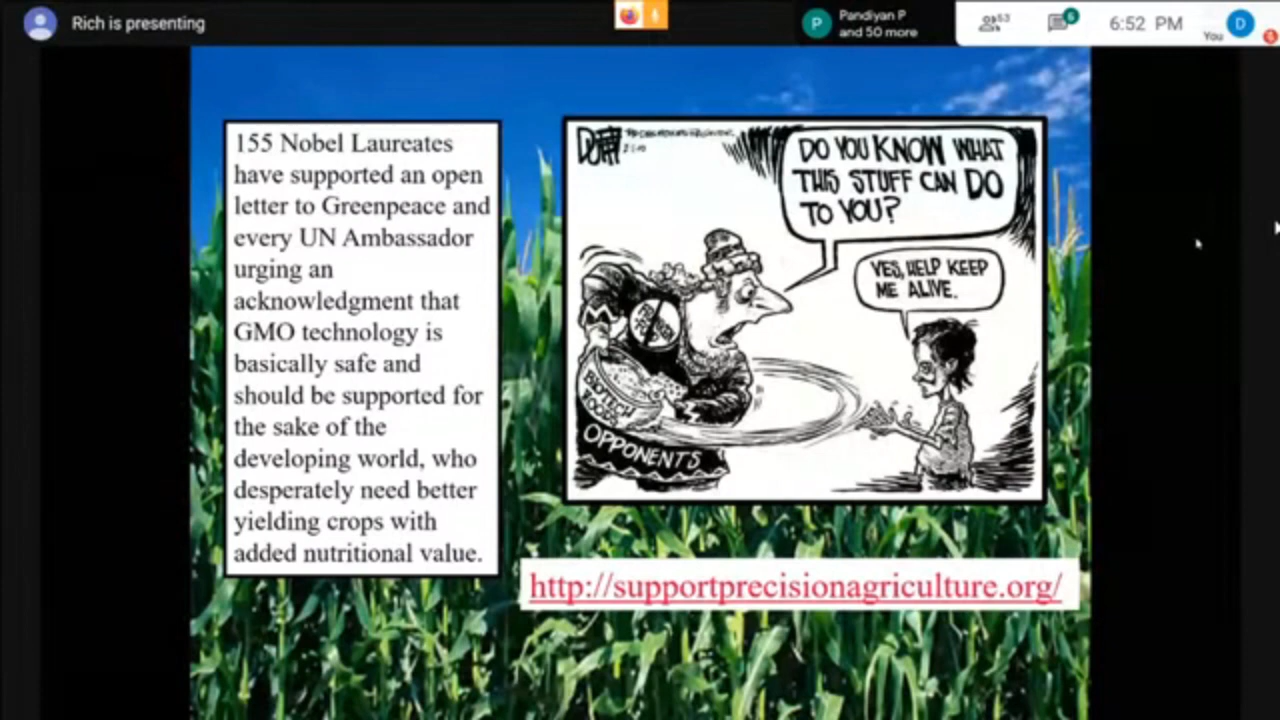 Rich is presenting
Pandiyan P
and 50 more
P
53
6
6:52 PM
You
D
155 Nobel Laureates
have supported an open
letter to Greenpeace and
every UN Ambassador
urging an
acknowledgment that
GMO technology is
basically safe and
should be supported for
the sake of the
developing world, who
desperately need better
yielding crops with
added nutritional value.
DO YOU KNOW WHAT
THIS STUFF CAN DO
TO YOU?
YES, HELP KEEP
ME ALIVE.
BIOTECH
FOODS
OPPONENTS
http://supportprecisionagriculture.org/